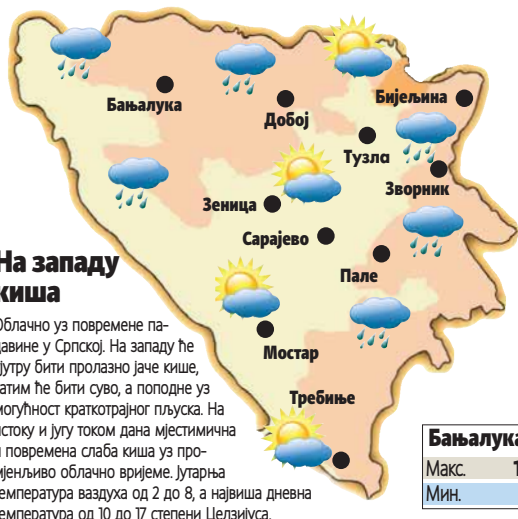 Бањалука
Добој
Бијељина
Тузла
Зворник
Зеница
Сарајево
Пале
Мостар
Требиње
На западу
киша
Облачно уз повремене па-
давине у Српској. На западу ће
ујутру бити пролазно јаче кише,
затим ће бити суво, а поподне уз
могућност краткотрајног пљуска. На
истоку и југу током дана мјестимична
и повремена слаба киша уз про-
мјенљиво облачно вријеме. Јутарња
температура ваздуха од 2 до 8, а највиша дневна
температура од 10 до 17 степени Целзијуса.
Бањалука
Макс.
Мин.